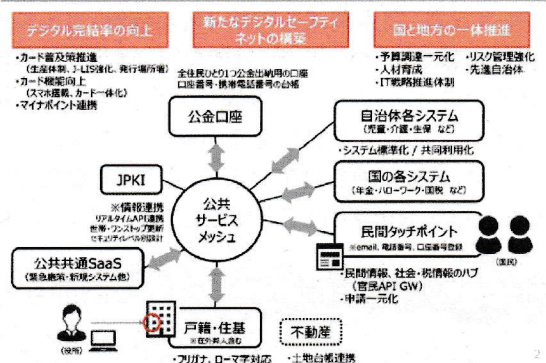 デジタル完結率の向上
新たなデジタルセーフティ
ネットの構築
国と地方の一体推進
・カード普及策推進
(生産体制、J-LIS強化、発行場所増)
・カード機能向上
(スマホ搭載、カード一体化)
・マイナポイント連携
全住民ひとり1つ公金出納用の口座
口座番号・携帯電話番号の台帳
・予算調達一元化
・人材育成
・IT戦略推進体制
・リスク管理強化
・先進自治体
公金口座
自治体各システム
(児童・介護・生保 など)
・システム標準化 / 共同利用化
JPKI
公共
サービス
メッシュ
国の各システム
(年金・ハローワーク・国税 など)
※情報連携
リアルタイムAPI連携
世帯・ワンストップ更新
セキュリティレベル別設計
民間タッチポイント
※email、電話番号、口座番号登録
(国民)
公共共通SaaS
(緊急施策・新規システム他)
・民間情報、社会・税情報のハブ
(官民API GW)
・申請一元化
(役所)
戸籍・住基
※在外邦人含む
不動産
・フリガナ、ローマ字対応
・土地台帳連携
2